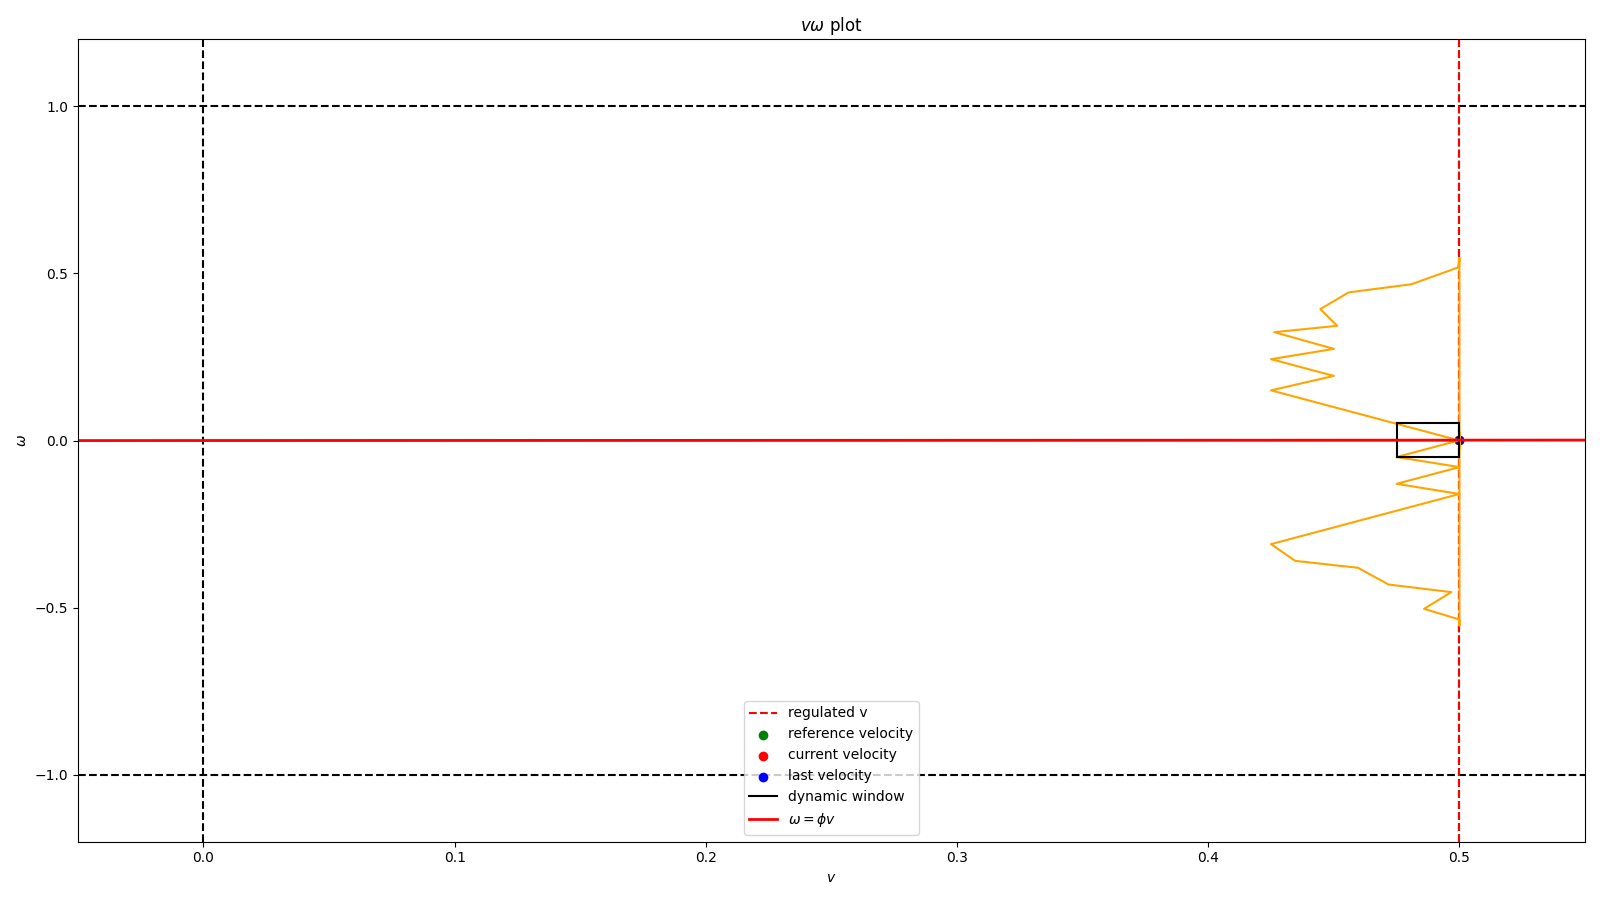 vω plot
1.0
0.5
0.0
−0.5
−1.0
ω
0.0 0.1 0.2 0.3 0.4 0.5
v
regulated v
reference velocity
current velocity
last velocity
dynamic window
ω = ϕv